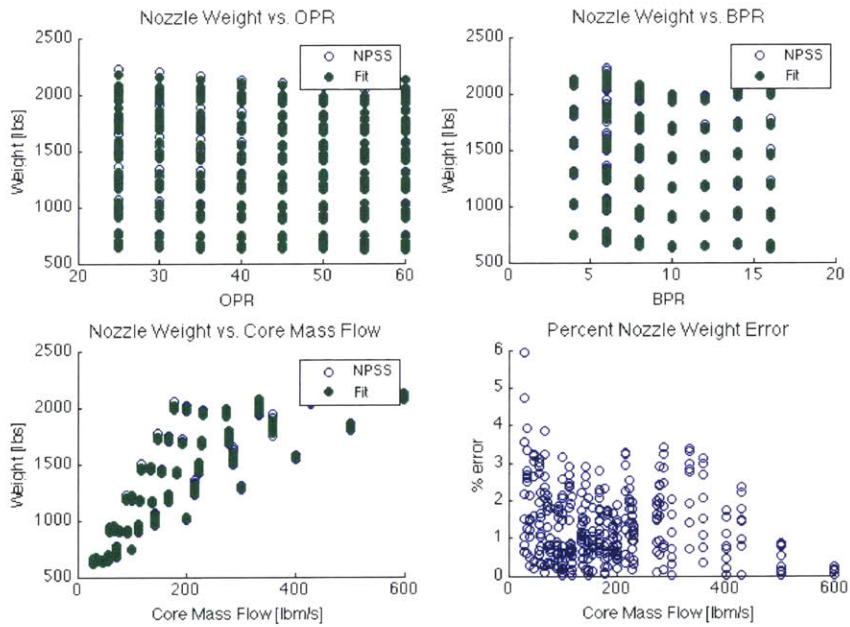 Nozzle Weight vs. OPR
2500
2000
1500
1000
500
Weight [lbs]
20
30
40
50
60
OPR
NPSS
Fit
Nozzle Weight vs. BPR
2500
2000
1500
1000
500
Weight [lbs]
0
5
10
15
20
BPR
NPSS
Fit
Nozzle Weight vs. Core Mass Flow
2500
2000
1500
1000
500
Weight [lbs]
0
200
400
600
Core Mass Flow [lbm/s]
NPSS
Fit
Percent Nozzle Weight Error
6
5
4
3
2
1
0
% error
0
200
400
600
Core Mass Flow [lbm/s]